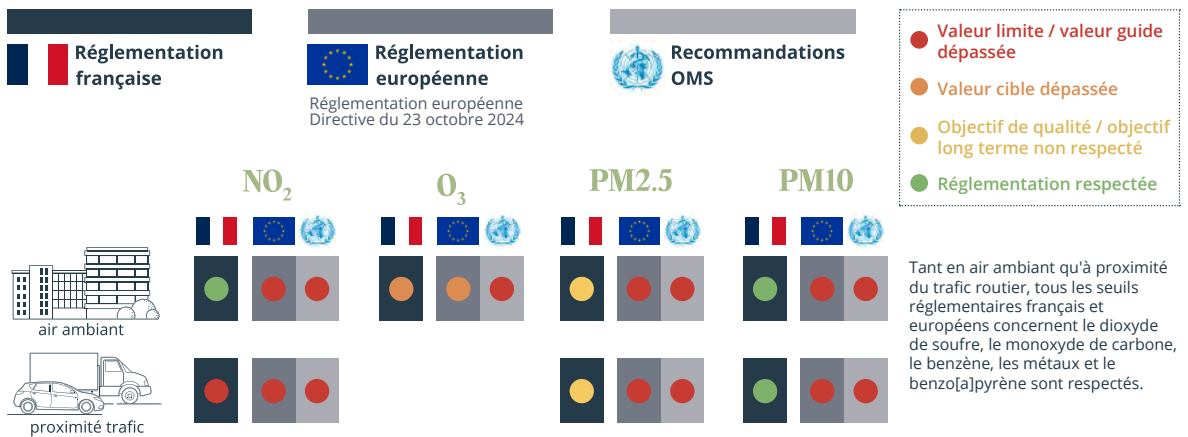 Réglementation
française
Réglementation
européenne
Réglementation européenne
Directive du 23 octobre 2024
Recommandations
OMS
Valeur limite / valeur guide
dépassée
Valeur cible dépassée
Objectif de qualité / objectif
long terme non respecté
Réglementation respectée
NO2
O3
PM2.5
PM10
air ambiant
proximité trafic
Tant en air ambiant qu'à proximité
du trafic routier, tous les seuils
réglementaires français et
européens concernent le dioxyde
de soufre, le monoxyde de carbone,
le benzène, les métaux et le
benzo[a]pyrène sont respectés.